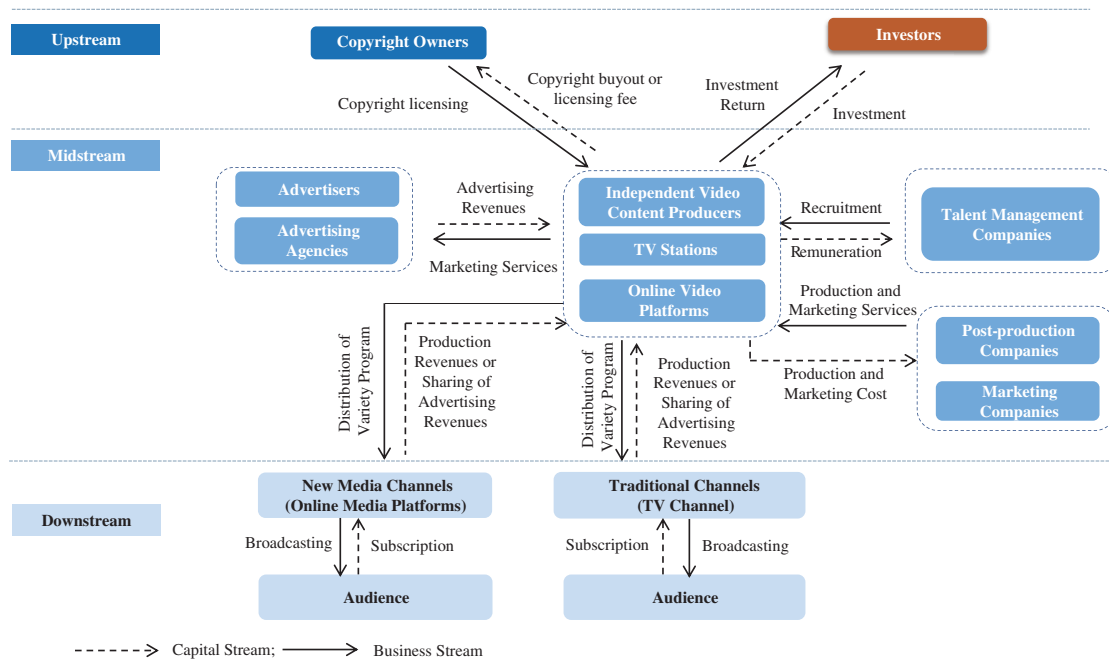 Upstream
Copyright Owners
Investors
Copyright licensing
Copyright buyout or
licensing fee
Investment
Return
Investment
Midstream
Advertisers
Advertising
Agencies
Advertising
Revenues
Marketing Services
Independent Video
Content Producers
TV Stations
Online Video
Platforms
Recruitment
Remuneration
Talent Management
Companies
Production and
Marketing Services
Production and
Marketing Cost
Post-production
Companies
Marketing
Companies
Distribution of
Variety Program
Production
Revenues or
Sharing of
Advertising
Revenues
Distribution of
Variety Program
Production
Revenues or
Sharing of
Advertising
Revenues
Downstream
New Media Channels
(Online Media Platforms)
Traditional Channels
(TV Channel)
Broadcasting
Subscription
Subscription
Broadcasting
Audience
Audience
Capital Stream;
Business Stream